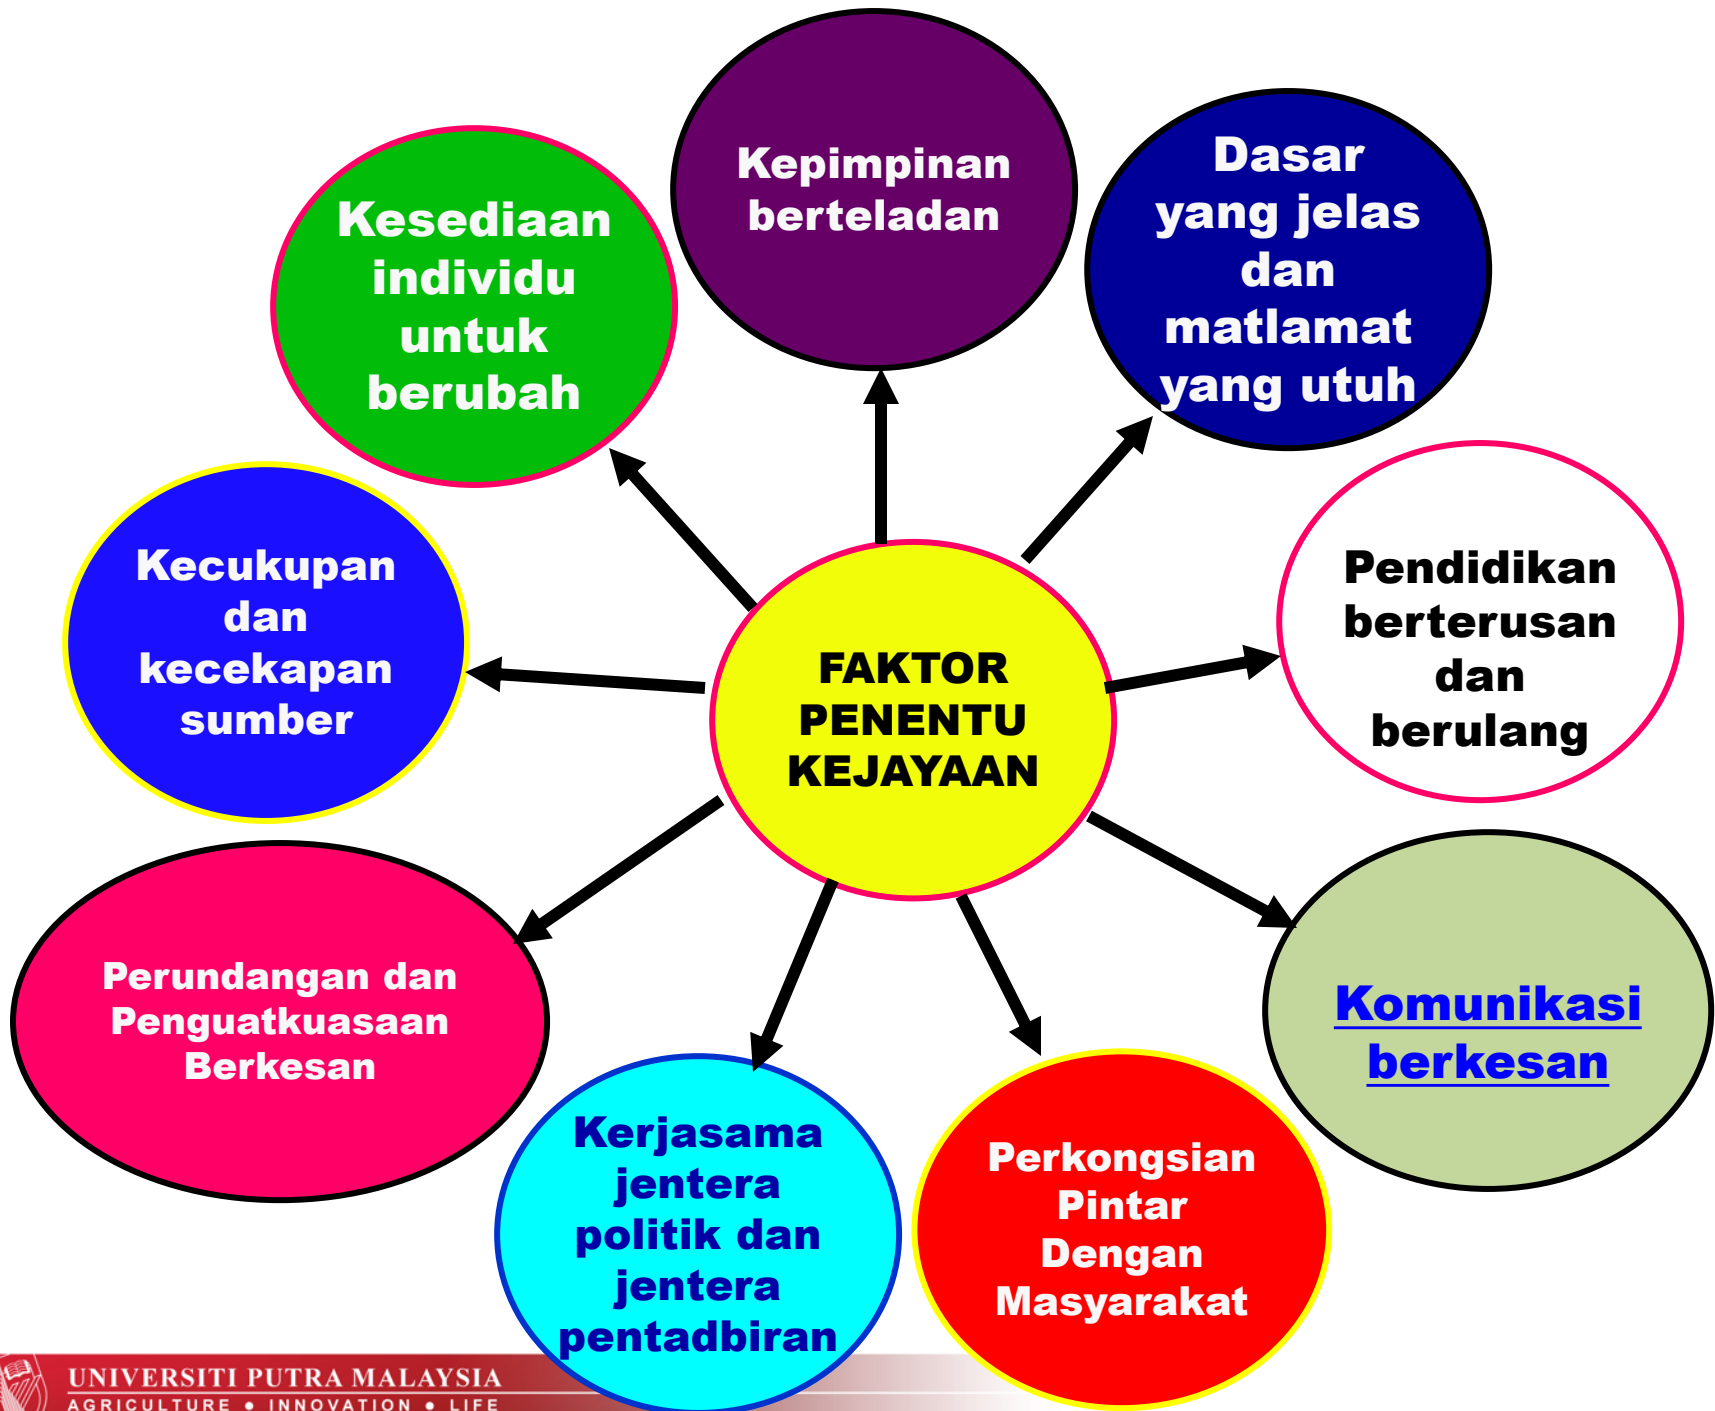 Kepimpinan
berteladan
Dasar
yang jelas
dan
matlamat
yang utuh
Kesediaan
individu
untuk
berubah
Pendidikan
berterusan
dan
berulang
Kecukupan
dan
kecekapan
sumber
FAKTOR
PENENTU
KEJAYAAN
Perundangan dan
Penguatkuasaan
Berkesan
Komunikasi
berkesan
Kerjasama
jentera
politik dan
jentera
pentadbiran
Perkongsian
Pintar
Dengan
Masyarakat
UNIVERSITI PUTRA MALAYSIA
AGRICULTURE ● INNOVATION ● LIFE